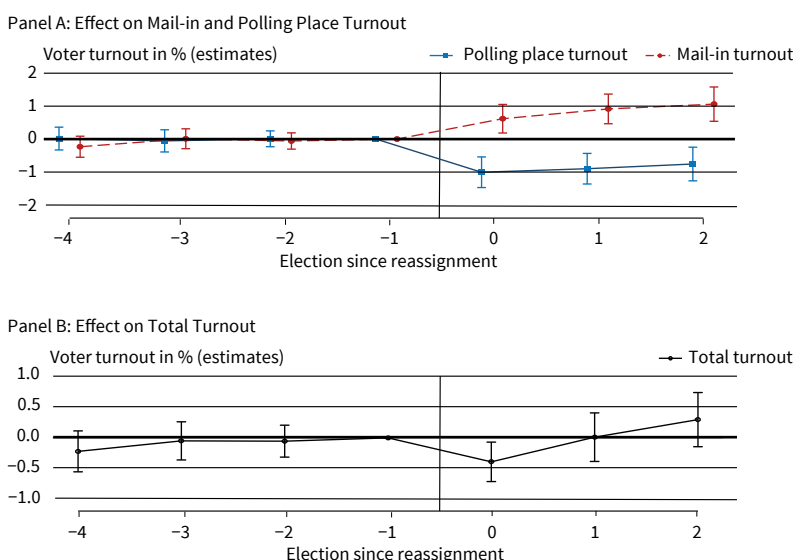 Panel A: Effect on Mail-in and Polling Place Turnout
Voter turnout in % (estimates) Polling place turnout Mail-in turnout
2
1
0
−1
−2
−4 −3 −2 −1 0 1 2
Election since reassignment
Panel B: Effect on Total Turnout
Voter turnout in % (estimates) Total turnout
1.0
0.5
0.0
−0.5
−1.0
−4 −3 −2 −1 0 1 2
Election since reassignment